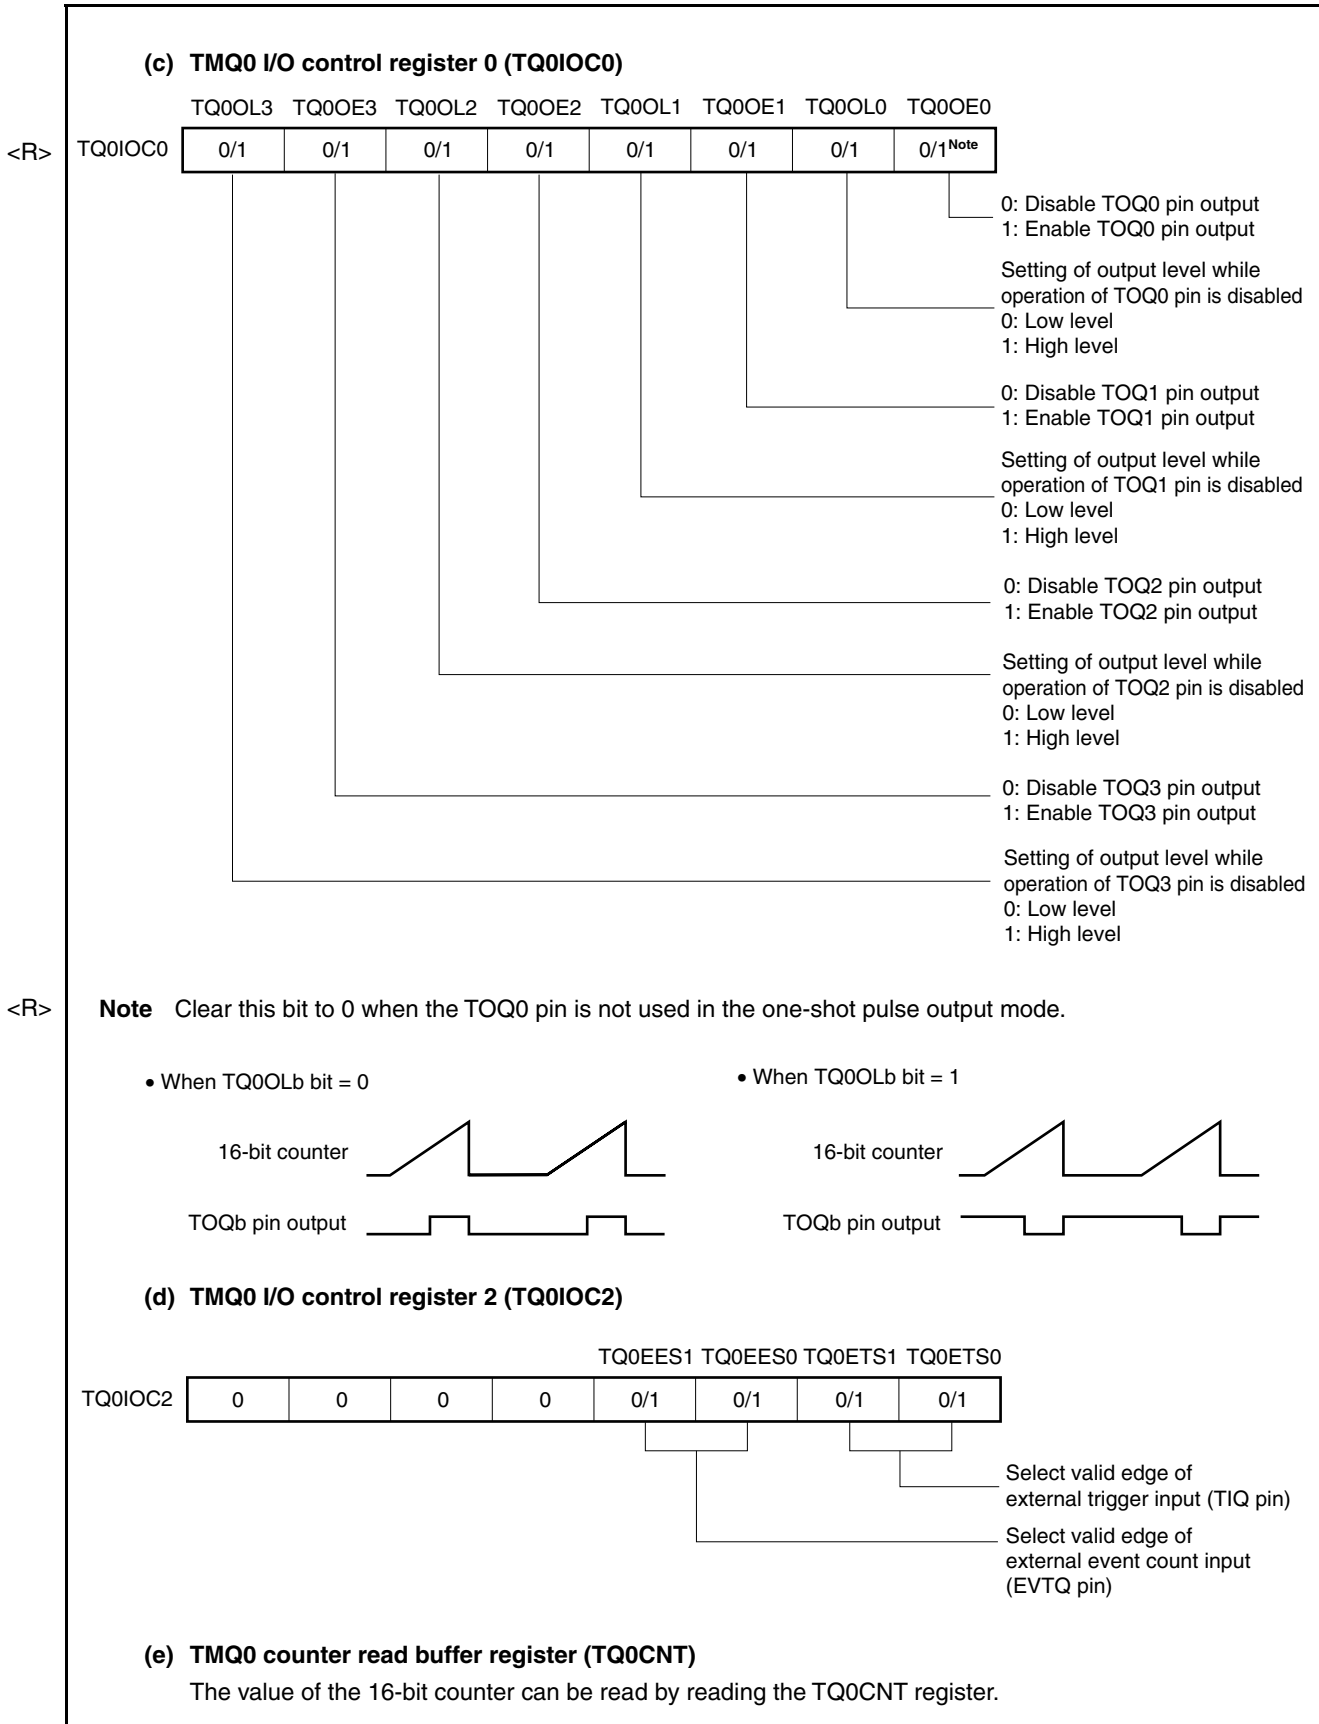 (c) TMQ0 I/O control register 0 (TQ0IOC0)
TQ0OL3 TQ0OE3 TQ0OL2 TQ0OE2 TQ0OL1 TQ0OE1 TQ0OL0 TQ0OE0
<R> TQ0IOC0 0/1 0/1 0/1 0/1 0/1 0/1 0/1 0/1Note
0: Disable TOQ0 pin output
1: Enable TOQ0 pin output
Setting of output level while
operation of TOQ0 pin is disabled
0: Low level
1: High level
0: Disable TOQ1 pin output
1: Enable TOQ1 pin output
Setting of output level while
operation of TOQ1 pin is disabled
0: Low level
1: High level
0: Disable TOQ2 pin output
1: Enable TOQ2 pin output
Setting of output level while
operation of TOQ2 pin is disabled
0: Low level
1: High level
0: Disable TOQ3 pin output
1: Enable TOQ3 pin output
Setting of output level while
operation of TOQ3 pin is disabled
0: Low level
1: High level
<R> Note Clear this bit to 0 when the TOQ0 pin is not used in the one-shot pulse output mode.
• When TQ0OLb bit = 0
16-bit counter
TOQb pin output
• When TQ0OLb bit = 1
16-bit counter
TOQb pin output
(d) TMQ0 I/O control register 2 (TQ0IOC2)
TQ0EES1 TQ0EES0 TQ0ETS1 TQ0ETS0
TQ0IOC2 0 0 0 0 0/1 0/1 0/1 0/1
Select valid edge of
external trigger input (TIQ pin)
Select valid edge of
external event count input
(EVTQ pin)
(e) TMQ0 counter read buffer register (TQ0CNT)
The value of the 16-bit counter can be read by reading the TQ0CNT register.